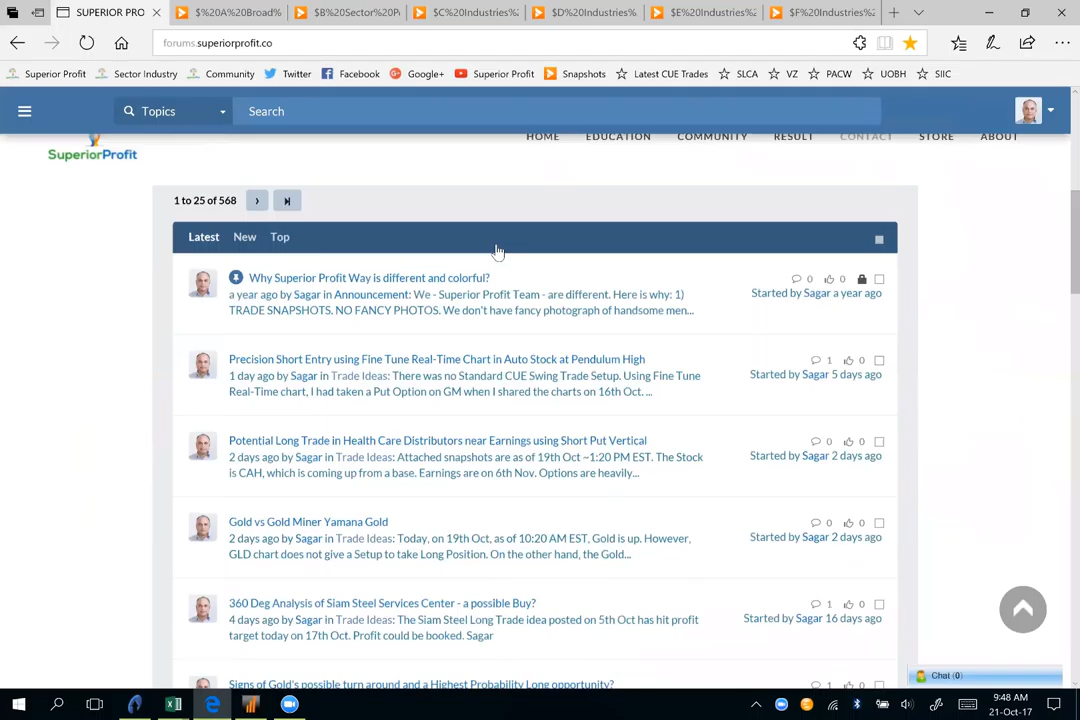 SUPERIOR PRO
$%20A%20Broad%
$B%20Sector%20P
$C%20Industries%2
$D%20Industries%
$E%20Industries%2
$F%20Industries%2
forums.superiorprofit.co
Superior Profit
Sector Industry
Community
Twitter
Facebook
Google+
Superior Profit
Snapshots
Latest CUE Trades
SLCA
VZ
PACW
UOBH
SIIC
Topics
Search
SuperiorProfit
HOME EDUCATION COMMUNITY RESULT CONTACT STORE ABOUT
1 to 25 of 568
Latest New Top
Why Superior Profit Way is different and colorful?
0 0
a year ago by Sagar in Announcement: We - Superior Profit Team - are different. Here is why: 1)
Started by Sagar a year ago
TRADE SNAPSHOTS. NO FANCY PHOTOS. We don't have fancy photograph of handsome men...
Precision Short Entry using Fine Tune Real-Time Chart in Auto Stock at Pendulum High
1 0
1 day ago by Sagar in Trade Ideas: There was no Standard CUE Swing Trade Setup. Using Fine Tune
Started by Sagar 5 days ago
Real-Time chart, I had taken a Put Option on GM when I shared the charts on 16th Oct. ...
Potential Long Trade in Health Care Distributors near Earnings using Short Put Vertical
0 0
2 days ago by Sagar in Trade Ideas: Attached snapshots are as of 19th Oct ~1:20 PM EST. The Stock
Started by Sagar 2 days ago
is CAH, which is coming up from a base. Earnings are on 6th Nov. Options are heavily...
Gold vs Gold Miner Yamana Gold
0 0
2 days ago by Sagar in Trade Ideas: Today, on 19th Oct, as of 10:20 AM EST, Gold is up. However,
Started by Sagar 2 days ago
GLD chart does not give a Setup to take Long Position. On the other hand, the Gold...
360 Deg Analysis of Siam Steel Services Center - a possible Buy?
1 0
4 days ago by Sagar in Trade Ideas: The Siam Steel Long Trade idea posted on 5th Oct has hit profit
Started by Sagar 16 days ago
target today on 17th Oct. Profit could be booked. Sagar
Signs of Gold's possible turn around and a Highest Probability Long opportunity?
1 0
Chat (0)
9:48 AM
21-Oct-17